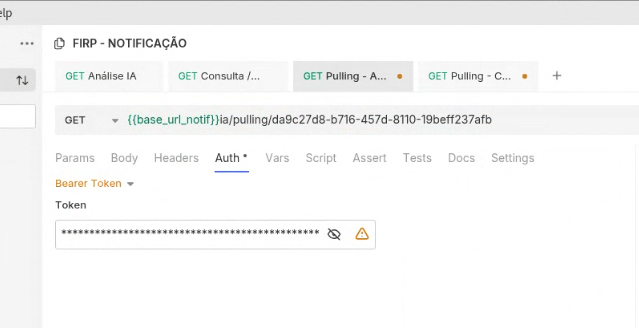 elp
FIRP - NOTIFICAÇÃO
GET Análise IA GET Consulta /... GET Pulling - A... GET Pulling - C... +
GET {{base_url_notif}}ia/pulling/da9c27d8-b716-457d-8110-19beff237afb
Params Body Headers Auth * Vars Script Assert Tests Docs Settings
Bearer Token
Token
**********************************************